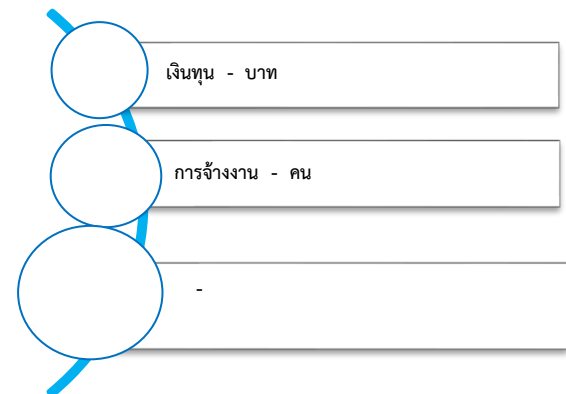 เงินทุน - บาท
การจ้างงาน - คน
-